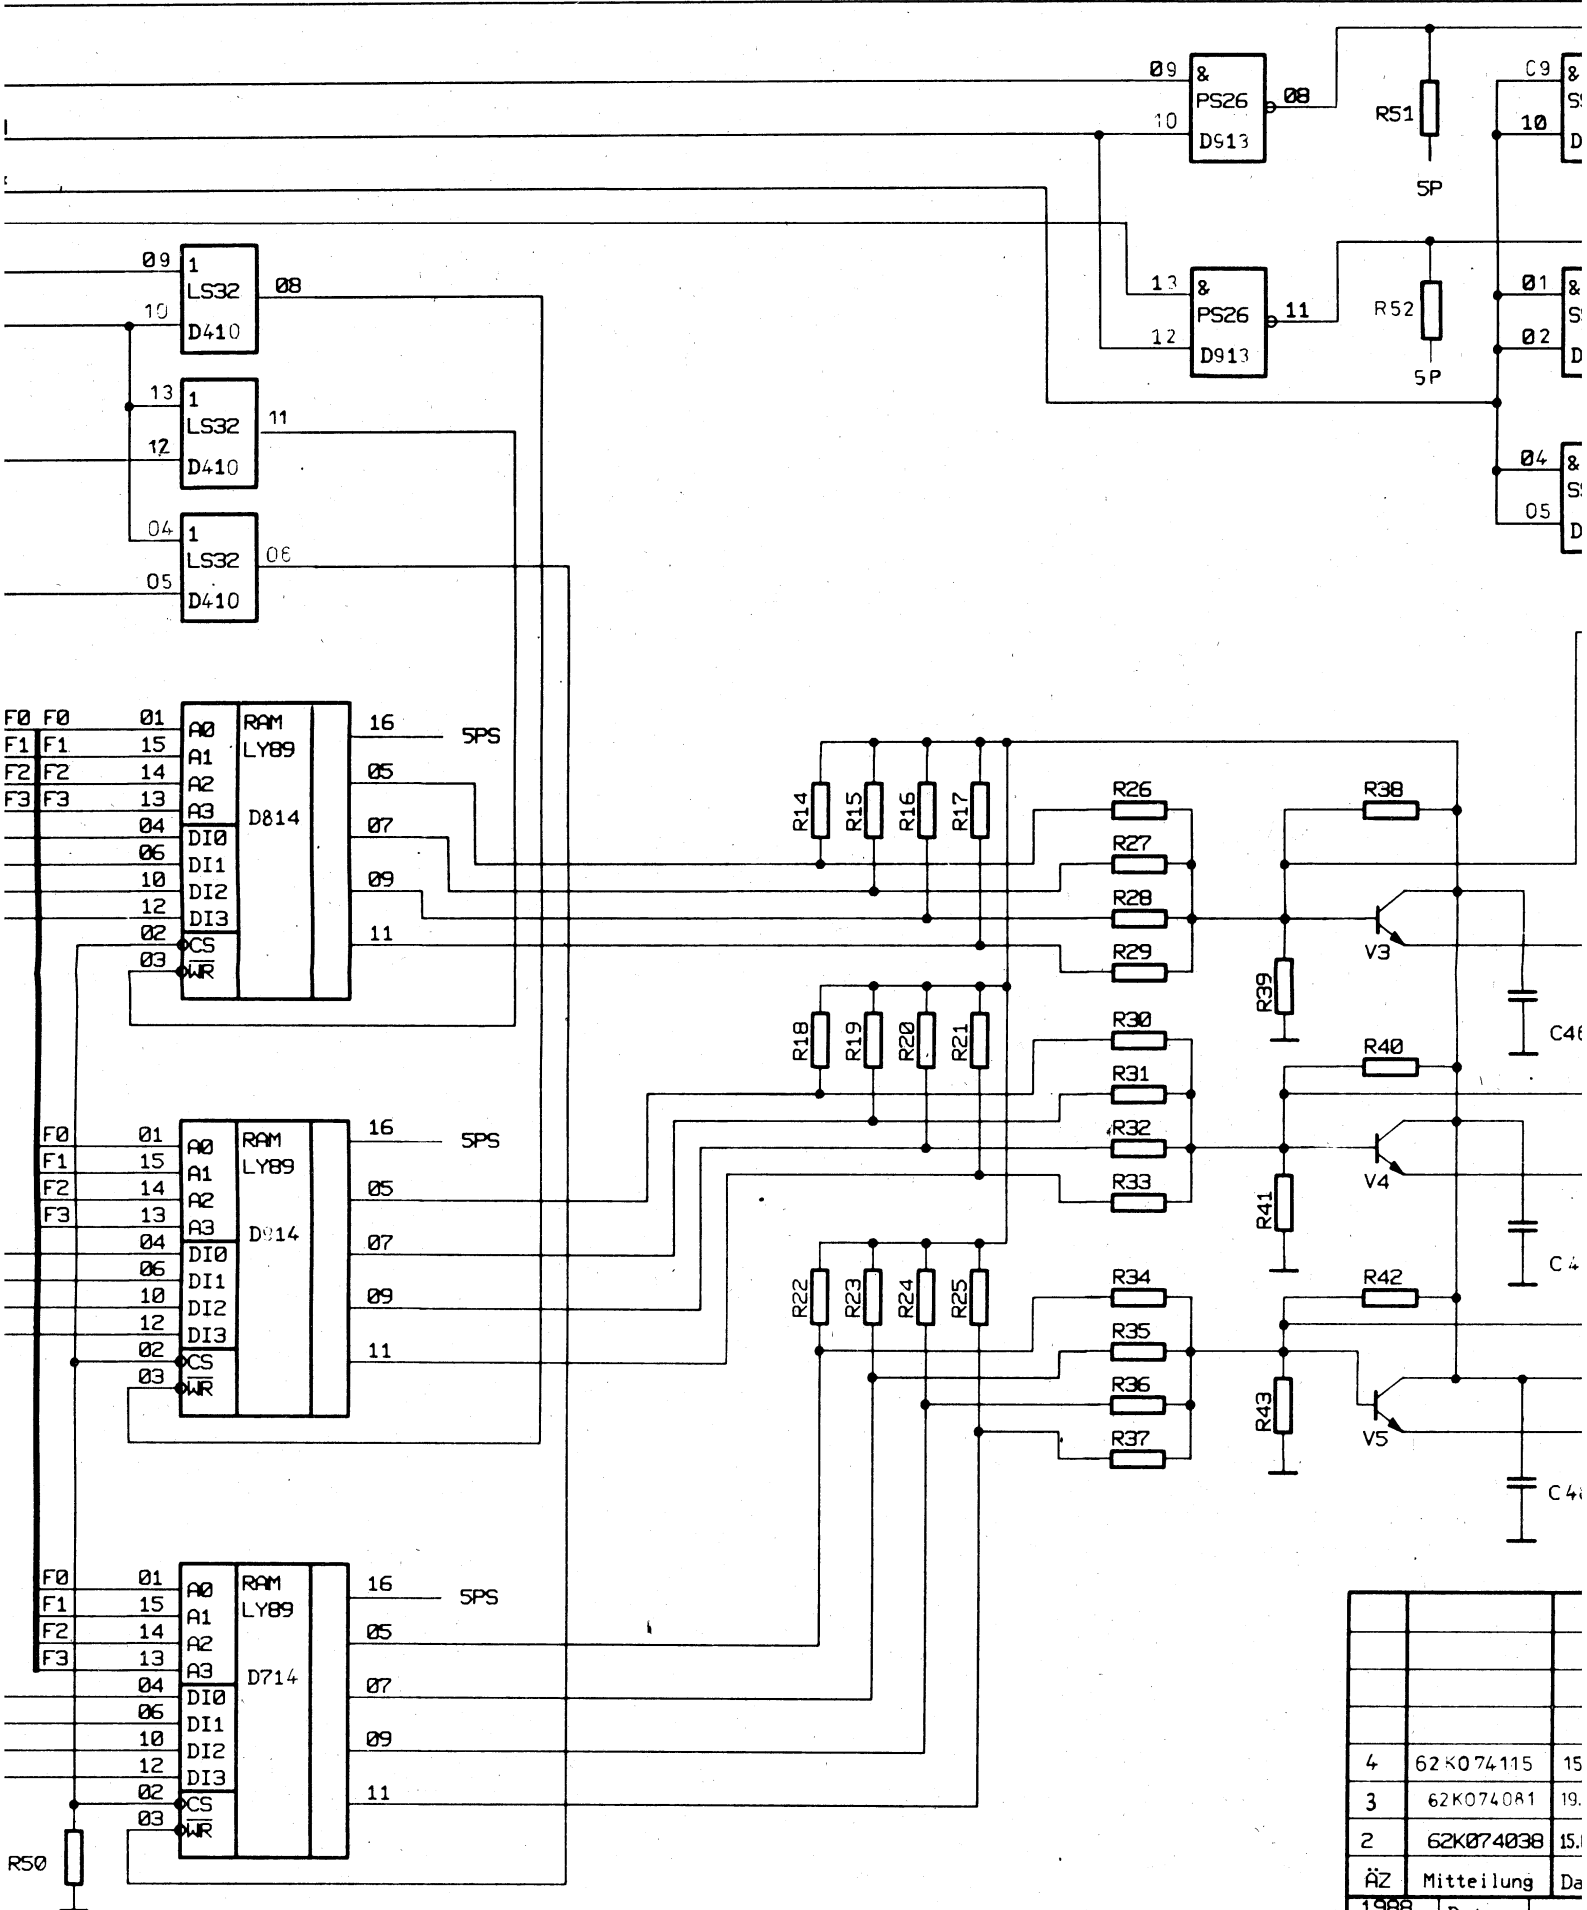 09 & C9 &
PS26 08
10 R51 10
D913
5P
09 1
LS32 08
10
D410
13 & 01 &
PS26 11 R52
12 02
D913
5P
13 1
LS32 11
12
D410
04 &
05
04 1
LS32 06
05
D410
F0 F0 01 A0 RAM 16 5PS
F1 F1 15 A1 LY89
F2 F2 14 A2 05
F3 F3 13 A3 D814
04 DI0 07
06 DI1
10 DI2 09
12 DI3
02 CS 11
03 WR
R14 R15 R16 R17
R26 R38
R27
R28
R29 R39 V3
C46
R18 R19 R20 R21
R30 R40
R31
R32
R33 R41 V4
F0 01 A0 RAM 16 5PS
F1 15 A1 LY89
F2 14 A2 05
F3 13 A3
04 DI0 07
06 DI1
10 DI2 09
12 DI3
02 CS 11
03 WR
R22 R23 R24 R25
R34 R42
R35
R36
R37 R43 V5
F0 01 A0 RAM 16 5PS
F1 15 A1 LY89
F2 14 A2 05
F3 13 A3 D714
04 DI0 07
06 DI1
10 DI2 09
12 DI3
02 CS 11
03 WR
R50
4 62K074115 15
3 62K074081 19.
2 62K074038 15.
ÄZ Mitteilung Da
1988